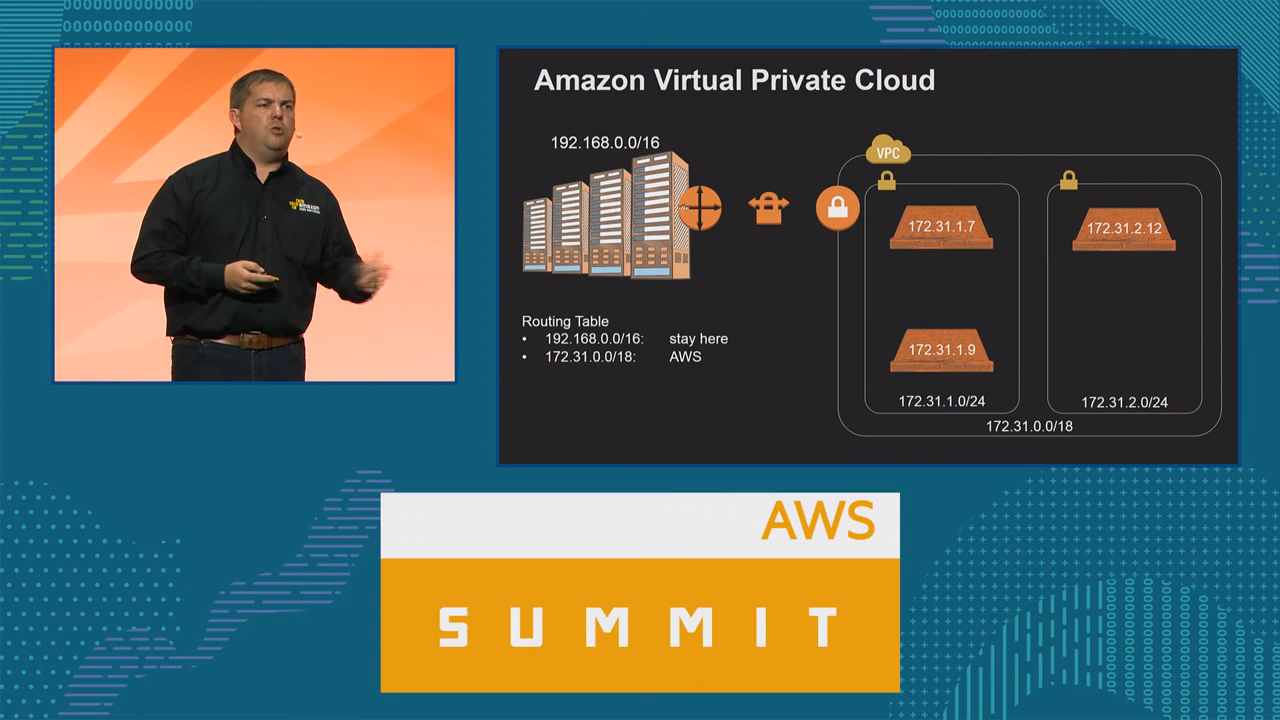 amazon
Amazon Virtual Private Cloud
192.168.0.0/16
VPC
172.31.1.7
172.31.2.12
Routing Table
• 192.168.0.0/16: stay here
• 172.31.0.0/18: AWS
172.31.1.9
172.31.1.0/24
172.31.2.0/24
172.31.0.0/18
AWS
SUMMIT